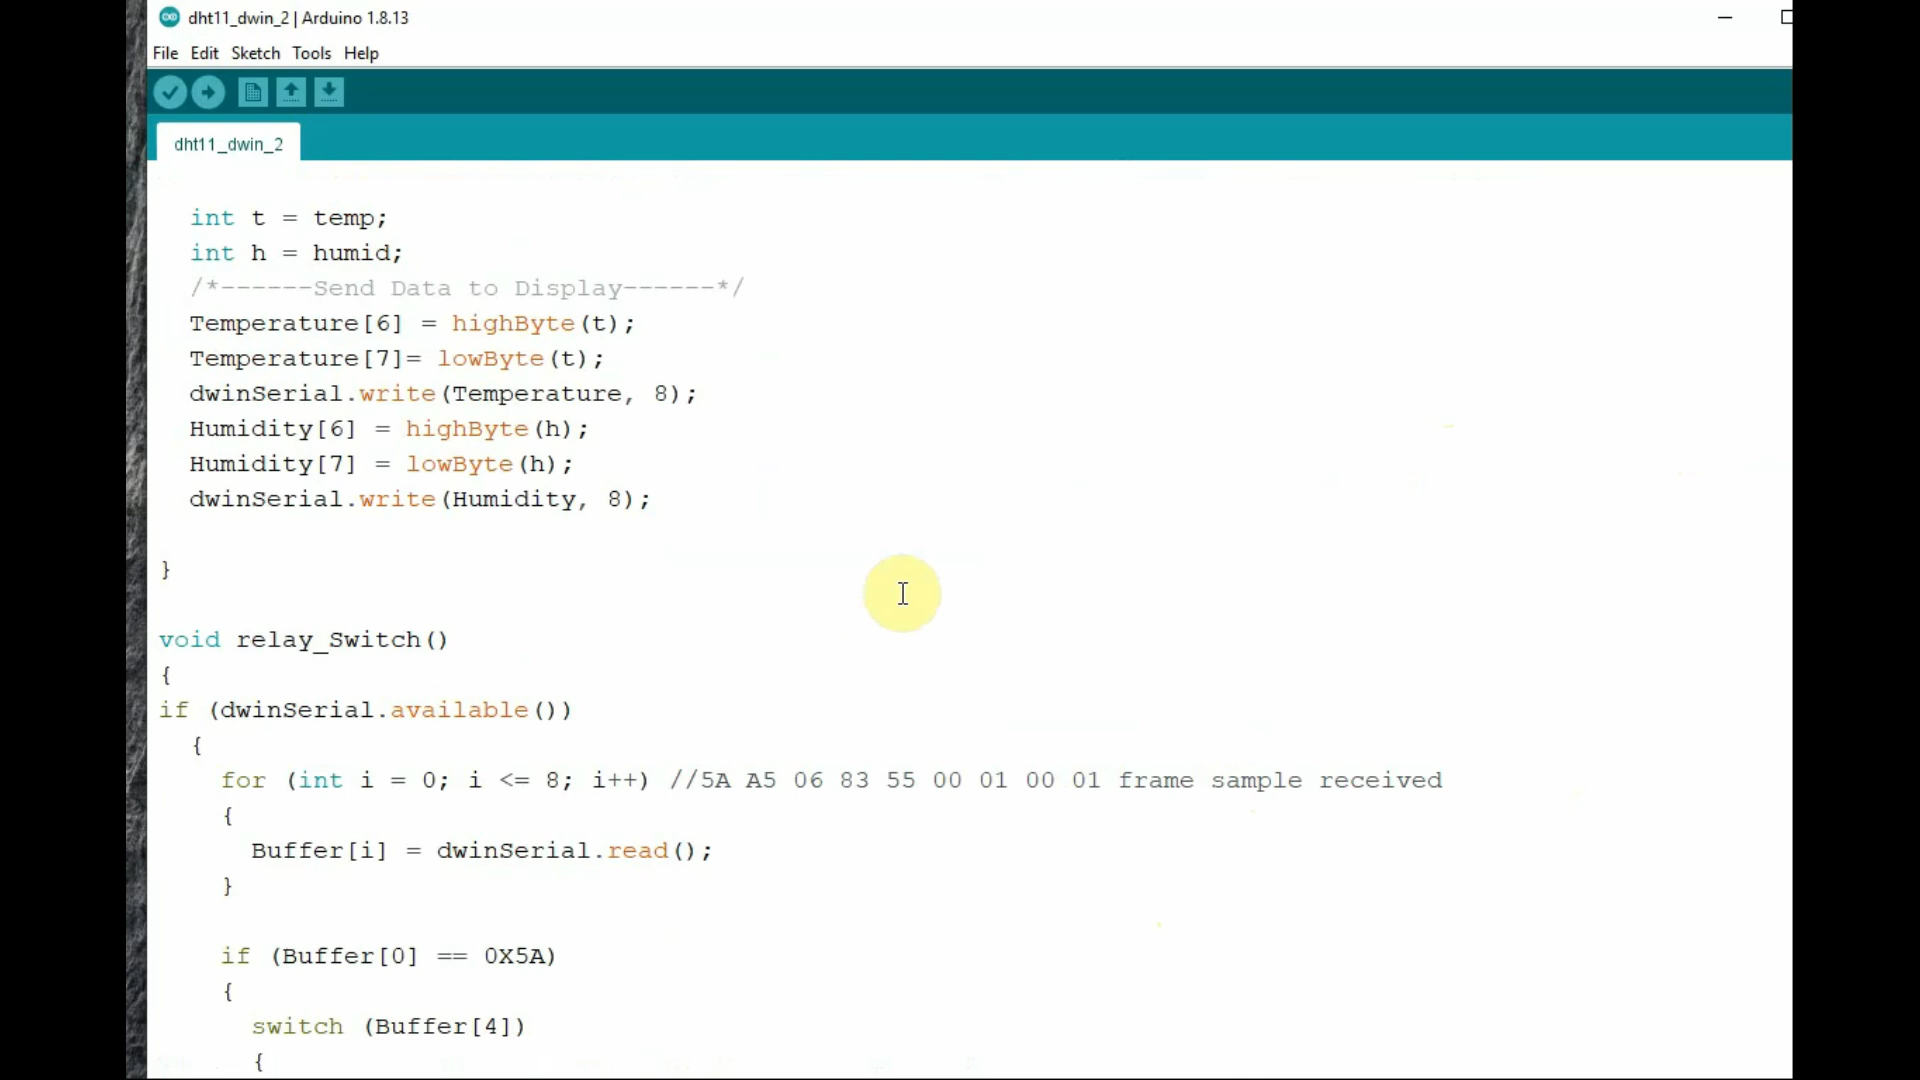 dht11_dwin_2 | Arduino 1.8.13
File Edit Sketch Tools Help
dht11_dwin_2
int t = temp;
int h = humid;
/*------Send Data to Display------*/
Temperature[6] = highByte(t);
Temperature[7]= lowByte(t);
dwinSerial.write(Temperature, 8);
Humidity[6] = highByte(h);
Humidity[7] = lowByte(h);
dwinSerial.write(Humidity, 8);
}
void relay_Switch()
{
if (dwinSerial.available())
{
for (int i = 0; i <= 8; i++) //5A A5 06 83 55 00 01 00 01 frame sample received
{
Buffer[i] = dwinSerial.read();
}
if (Buffer[0] == 0X5A)
{
switch (Buffer[4])
{